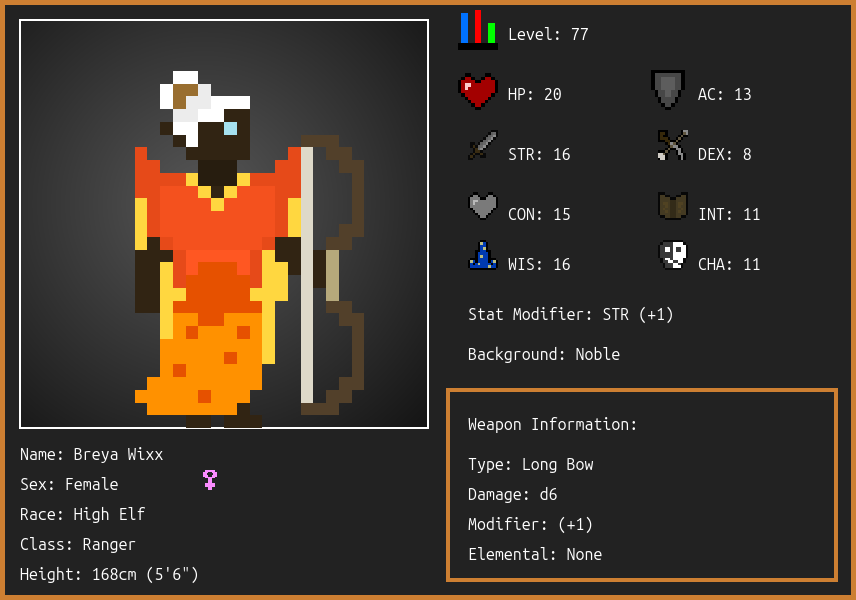 Level: 77
HP: 20
AC: 13
STR: 16
DEX: 8
CON: 15
INT: 11
WIS: 16
CHA: 11
Stat Modifier: STR (+1)
Background: Noble
Weapon Information:
Type: Long Bow
Damage: d6
Modifier: (+1)
Elemental: None
Name: Breya Wixx
Sex: Female
Race: High Elf
Class: Ranger
Height: 168cm (5'6")